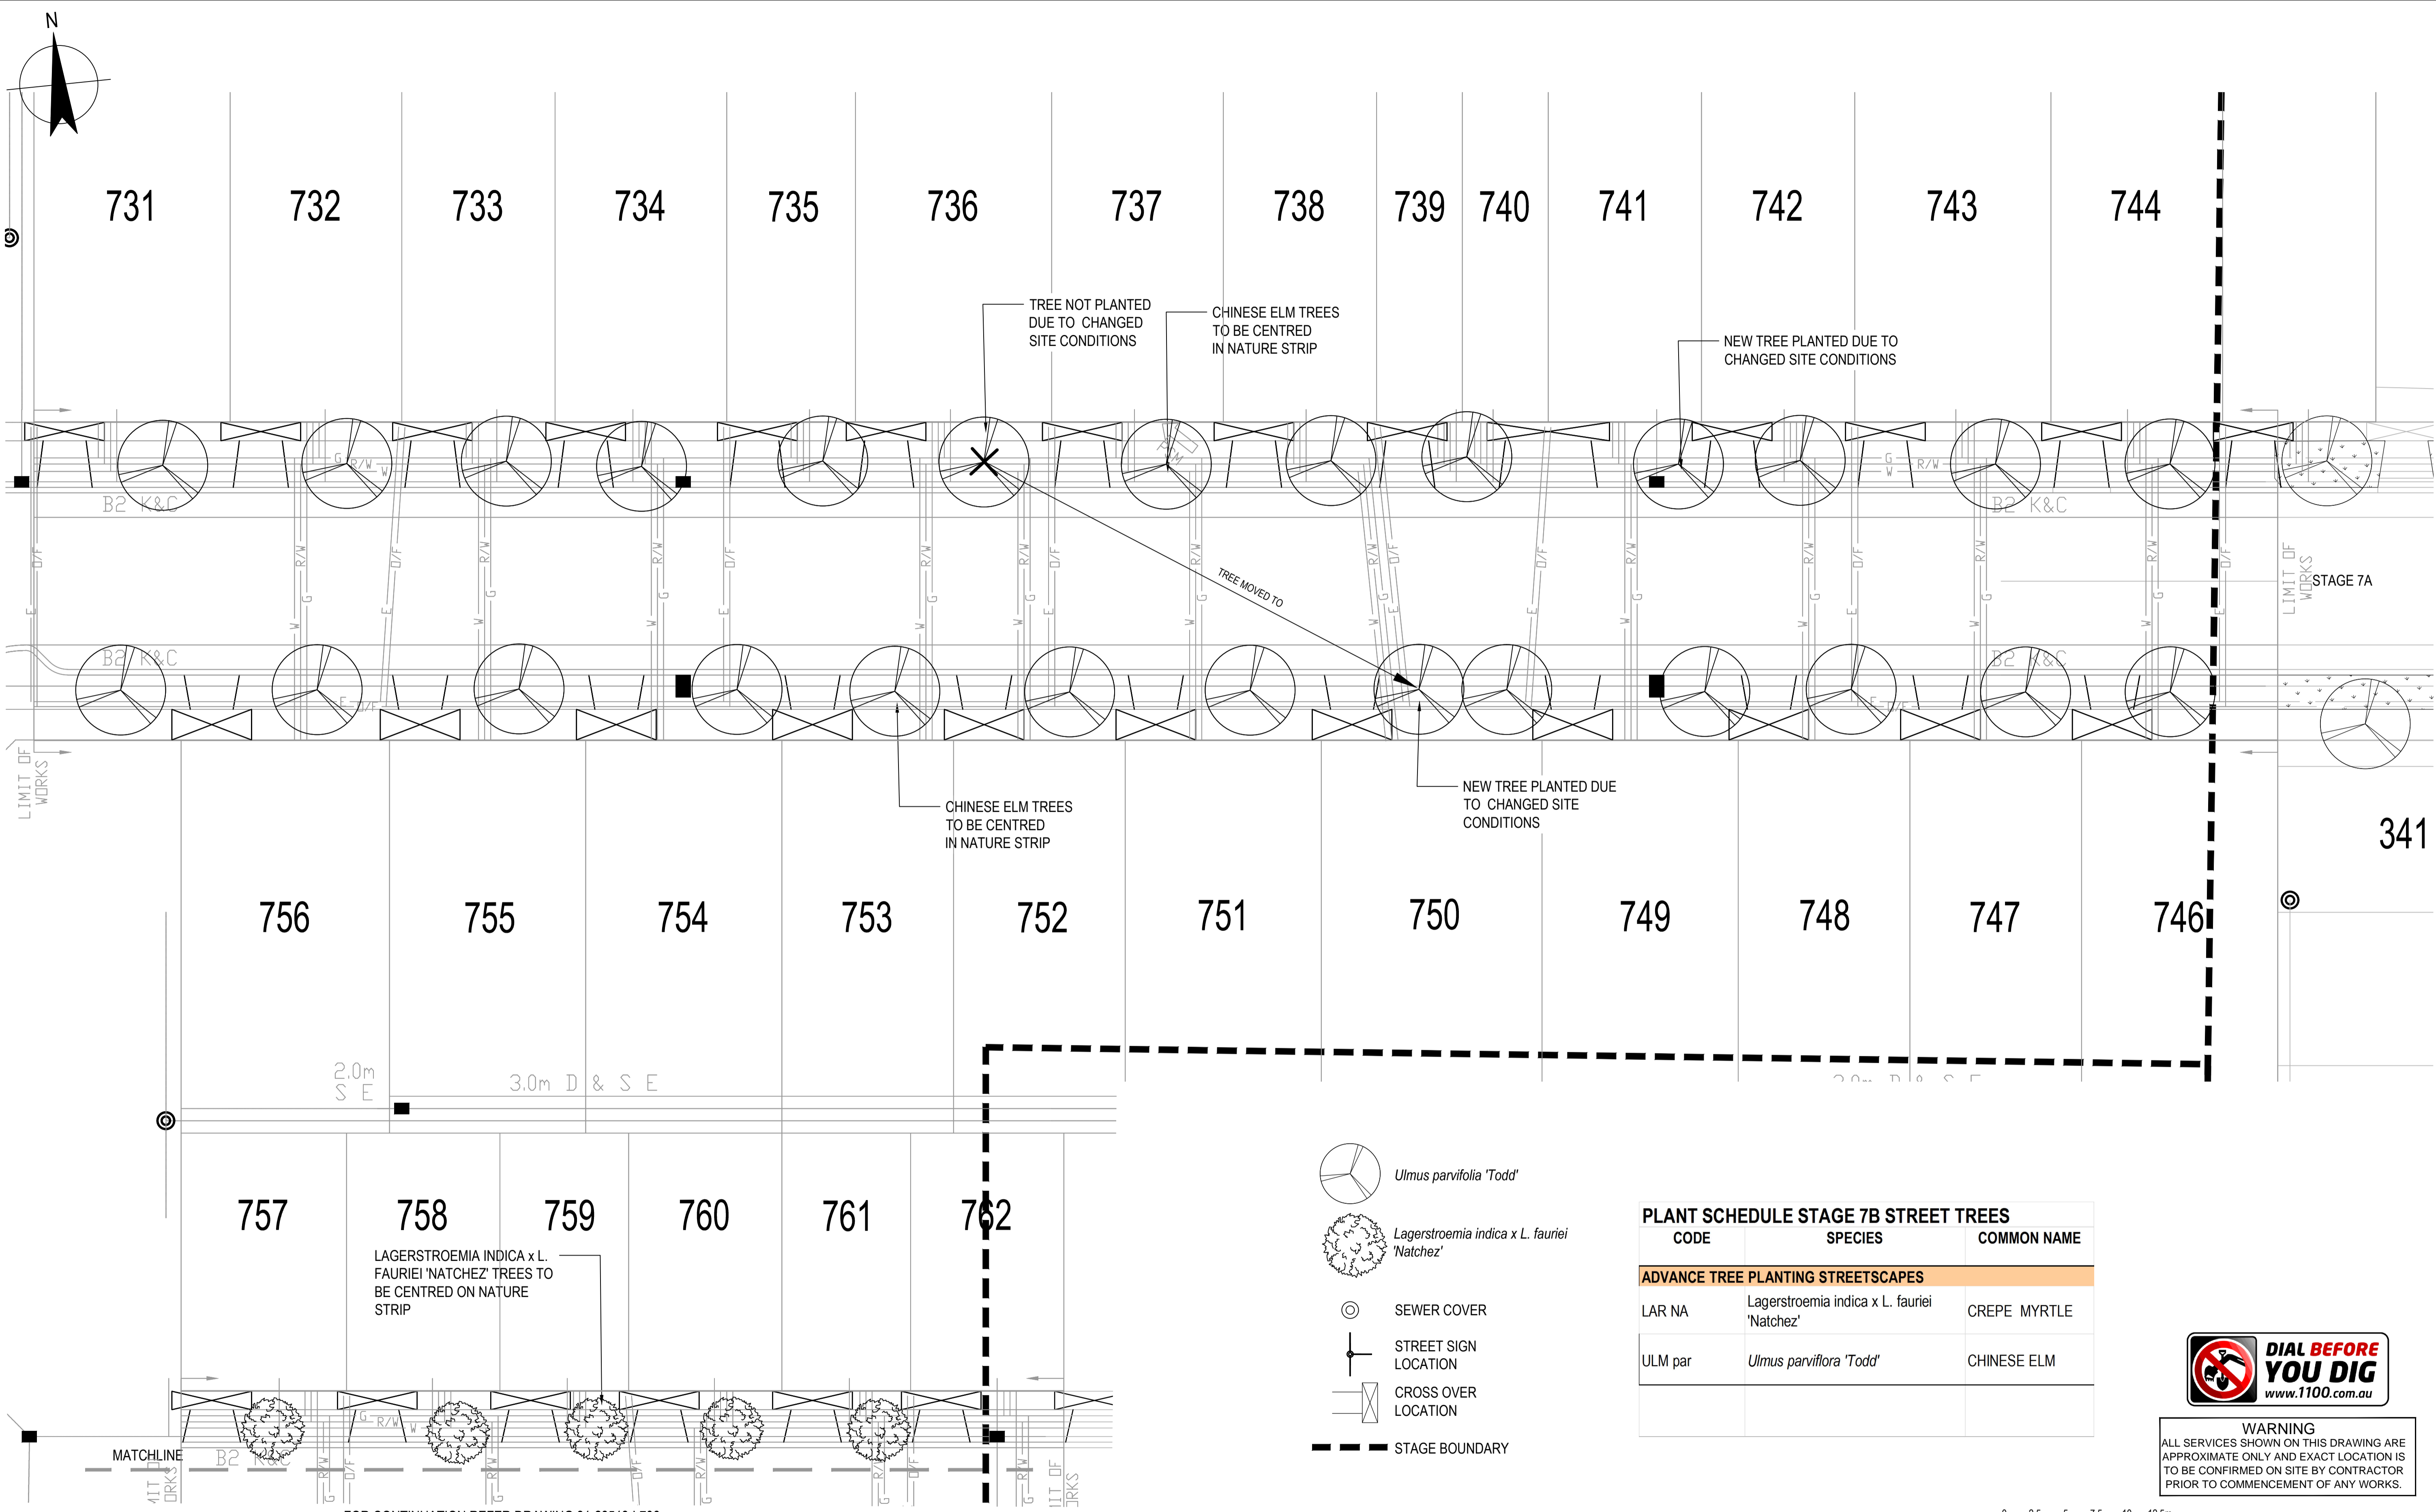 N
731 732 733 734 735 736 737 738 739 740 741 742 743 744
TREE NOT PLANTED
DUE TO CHANGED
SITE CONDITIONS
CHINESE ELM TREES
TO BE CENTRED
IN NATURE STRIP
NEW TREE PLANTED DUE TO
CHANGED SITE CONDITIONS
G R/W W
PSM
G W R/W
B2 K&C
B2 K&C
D/F R/W D/F R/W R/W D/F R/W R/W D/F R/W R/W D/F D/F R/W R/W D/F R/W R/W D/F
E W G E W G W G E W G W G E W G W G E E W G W G E W G W G E
TREE MOVED TO
LIMIT OF
WORKS
STAGE 7A
B2 K&C
B2 K&C
E D/F
E D/F
LIMIT OF
WORKS
CHINESE ELM TREES
TO BE CENTRED
IN NATURE STRIP
NEW TREE PLANTED DUE
TO CHANGED SITE
CONDITIONS
341
756 755 754 753 752 751 750 749 748 747 746
2.0m
S E
3.0m D & S E
757 758 759 760 761 762
LAGERSTROEMIA INDICA x L.
FAURIEI 'NATCHEZ' TREES TO
BE CENTRED ON NATURE
STRIP
G R/W W
MATCHLINE
B2 K&C
R/W D/F R/W D/F R/W R/W D/F R/W
G G G G G
Ulmus parvifolia 'Todd'
Lagerstroemia indica x L. fauriei
'Natchez'
SEWER COVER
STREET SIGN
LOCATION
CROSS OVER
LOCATION
STAGE BOUNDARY
PLANT SCHEDULE STAGE 7B STREET TREES
CODE SPECIES COMMON NAME
ADVANCE TREE PLANTING STREETSCAPES
LAR NA Lagerstroemia indica x L. fauriei 'Natchez' CREPE MYRTLE
ULM par Ulmus parviflora 'Todd' CHINESE ELM
DIAL BEFORE
YOU DIG
www.1100.com.au
WARNING
ALL SERVICES SHOWN ON THIS DRAWING ARE
APPROXIMATE ONLY AND EXACT LOCATION IS
TO BE CONFIRMED ON SITE BY CONTRACTOR
PRIOR TO COMMENCEMENT OF ANY WORKS.